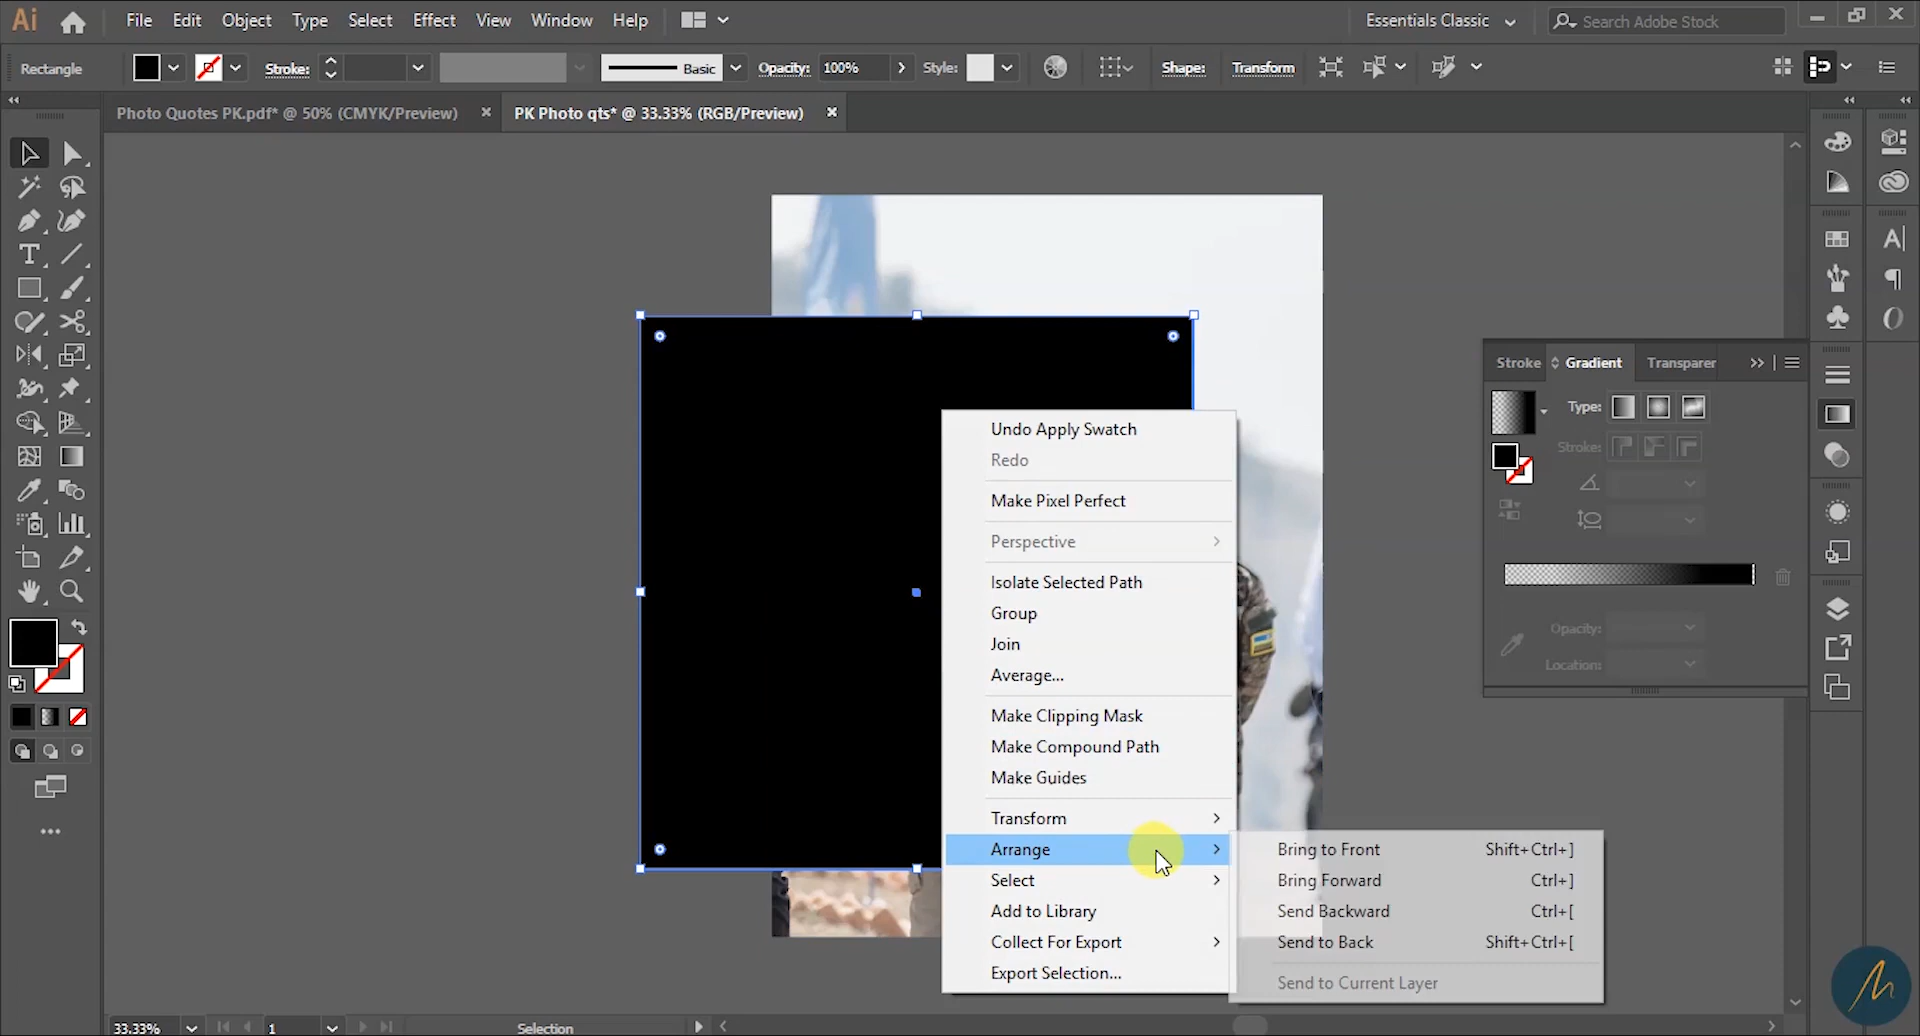 Ai File Edit Object Type Select Effect View Window Help Essentials Classic Search Adobe Stock
Rectangle Stroke: Basic Opacity: 100% Style: Shape: Transform
Photo Quotes PK.pdf* @ 50% (CMYK/Preview) PK Photo qts* @ 33.33% (RGB/Preview)
Stroke Gradient Transparer
Type:
Stroke:
Opacity:
Location:
Undo Apply Swatch
Redo
Make Pixel Perfect
Perspective
Isolate Selected Path
Group
Join
Average...
Make Clipping Mask
Make Compound Path
Make Guides
Transform
Arrange
Select
Add to Library
Collect For Export
Export Selection...
Bring to Front Shift+Ctrl+]
Bring Forward Ctrl+]
Send Backward Ctrl+[
Send to Back Shift+Ctrl+[
Send to Current Layer
33.33% 1 Selection